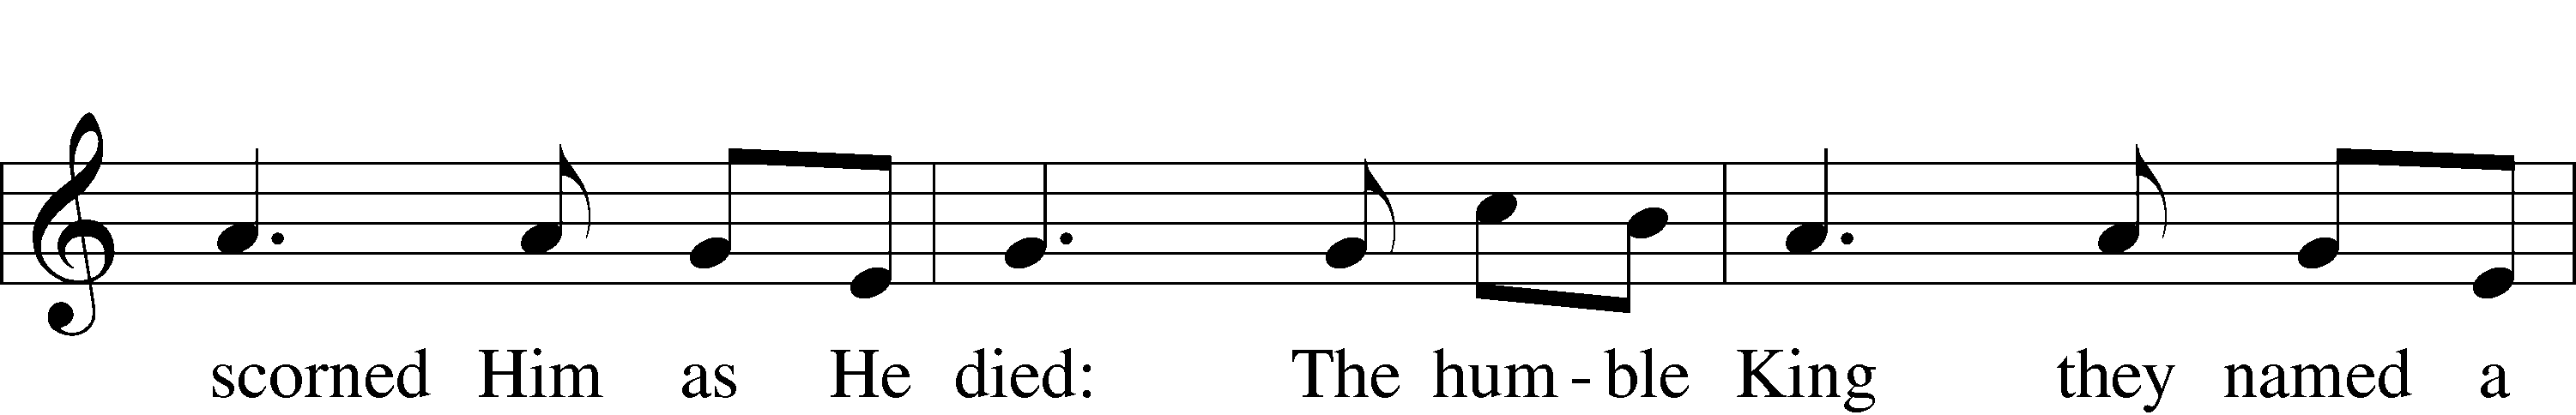 scorned Him as He died: The hum - ble King they named a